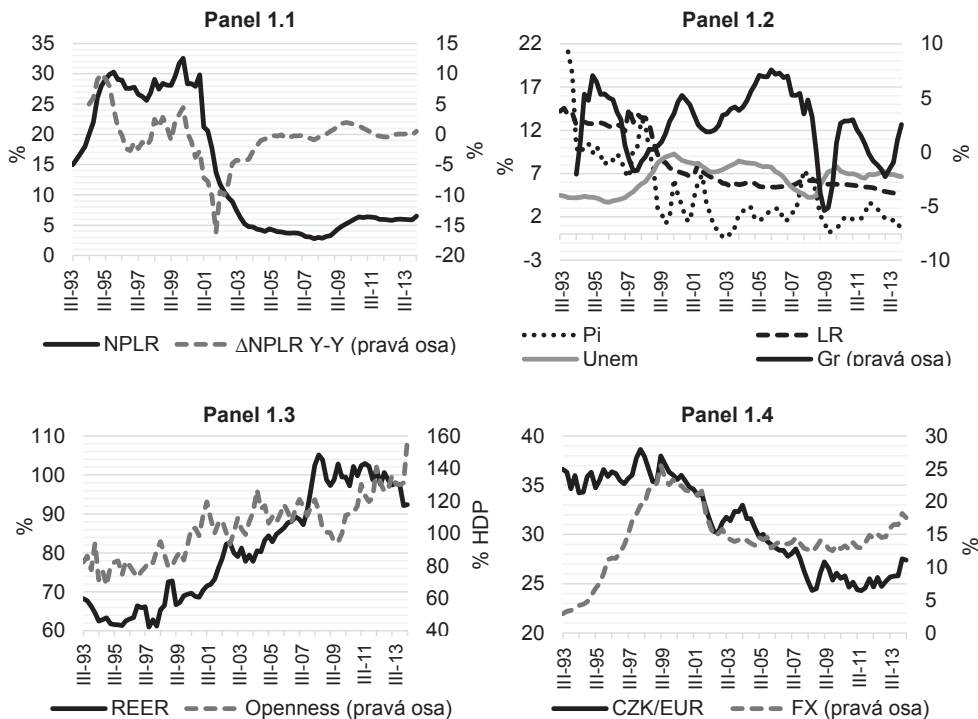 Panel 1.1
35
30
25
20
15
10
5
0
%
15
10
5
0
-5
-10
-15
-20
%
III-93
III-95
III-97
III-99
III-01
III-03
III-05
III-07
III-09
III-11
III-13
NPLR
ΔNPLR Y-Y (pravá osa)
Panel 1.2
22
17
12
7
2
-3
%
10
5
0
-5
-10
%
III-93
III-95
III-97
III-99
III-01
III-03
III-05
III-07
III-09
III-11
III-13
Pi
LR
Unem
Gr (pravá osa)
Panel 1.3
110
100
90
80
70
60
%
160
140
120
100
80
60
40
% HDP
III-93
III-95
III-97
III-99
III-01
III-03
III-05
III-07
III-09
III-11
III-13
REER
Openness (pravá osa)
Panel 1.4
40
35
30
25
20
30
25
20
15
10
5
0
%
III-93
III-95
III-97
III-99
III-01
III-03
III-05
III-07
III-09
III-11
III-13
CZK/EUR
FX (pravá osa)